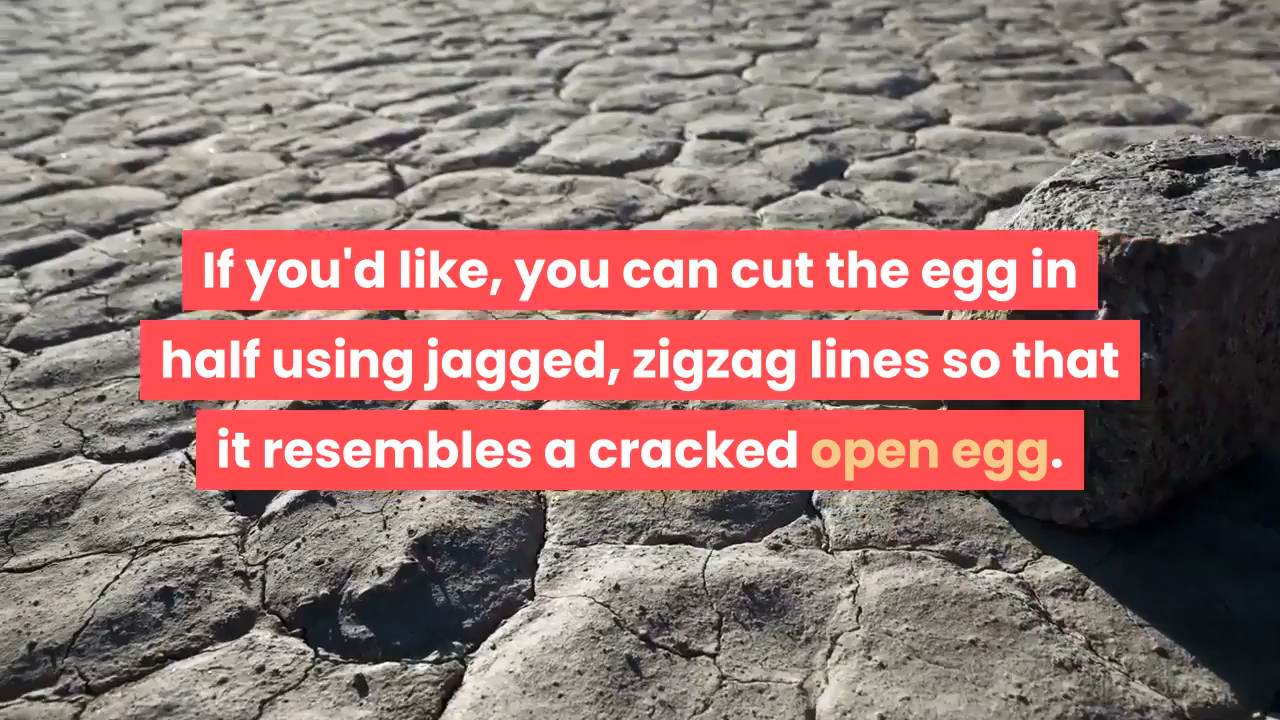 If you'd like, you can cut the egg in
half using jagged, zigzag lines so that
it resembles a cracked open egg.